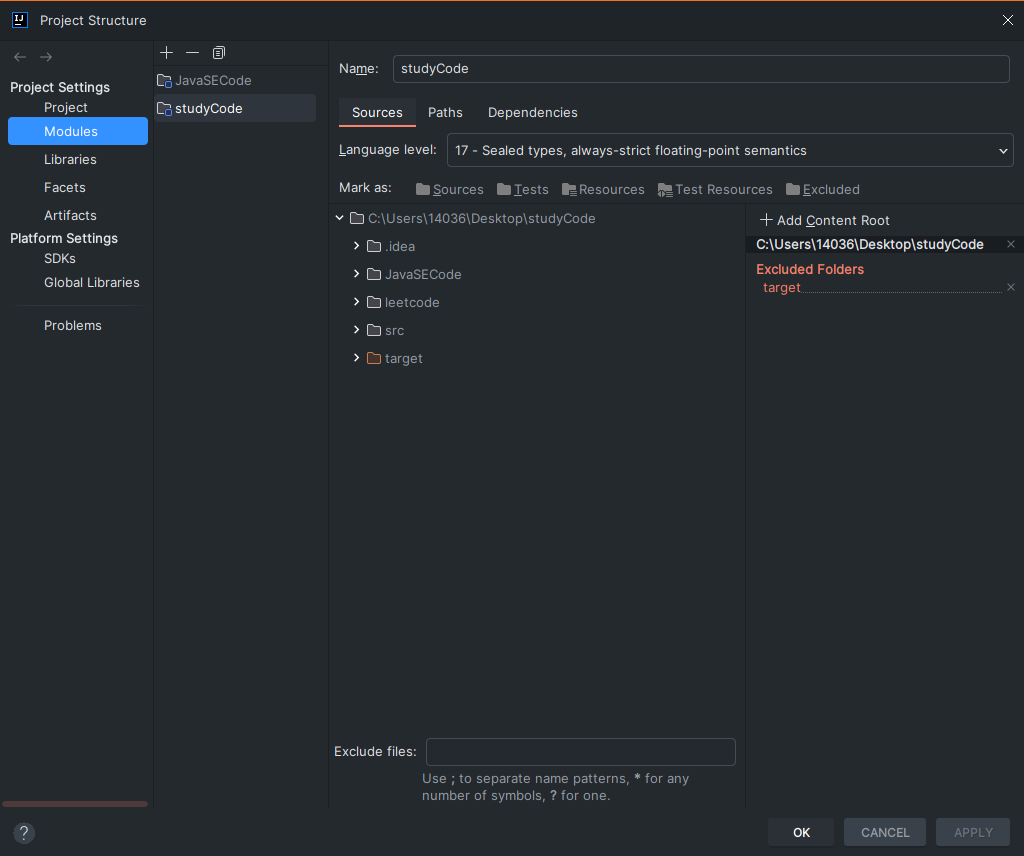 Project Structure
Project Settings
Project
Modules
Libraries
Facets
Artifacts
Platform Settings
SDKs
Global Libraries
Problems
JavaSECode
studyCode
Name: studyCode
Sources Paths Dependencies
Language level: 17 - Sealed types, always-strict floating-point semantics
Mark as: Sources Tests Resources Test Resources Excluded
C:\Users\14036\Desktop\studyCode
.idea
JavaSECode
leetcode
src
target
Add Content Root
C:\Users\14036\Desktop\studyCode
Excluded Folders
target
Exclude files:
Use ; to separate name patterns, * for any
number of symbols, ? for one.
?
OK CANCEL APPLY